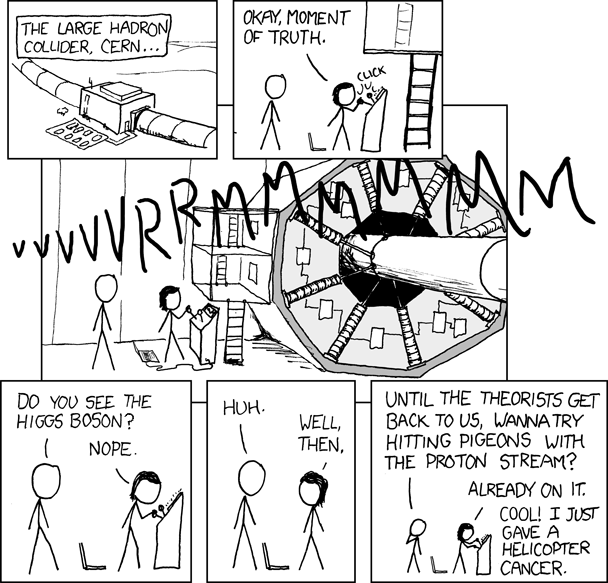 THE LARGE HADRON
COLLIDER, CERN...
OKAY, MOMENT
OF TRUTH.
CLICK
VVVVVVRRMMMMMM
DO YOU SEE THE
HIGGS BOSON?
NOPE.
HUH.
WELL,
THEN,
UNTIL THE THEORISTS GET
BACK TO US, WANNA TRY
HITTING PIGEONS WITH
THE PROTON STREAM?
ALREADY ON IT.
COOL! I JUST
GAVE A
HELICOPTER
CANCER.